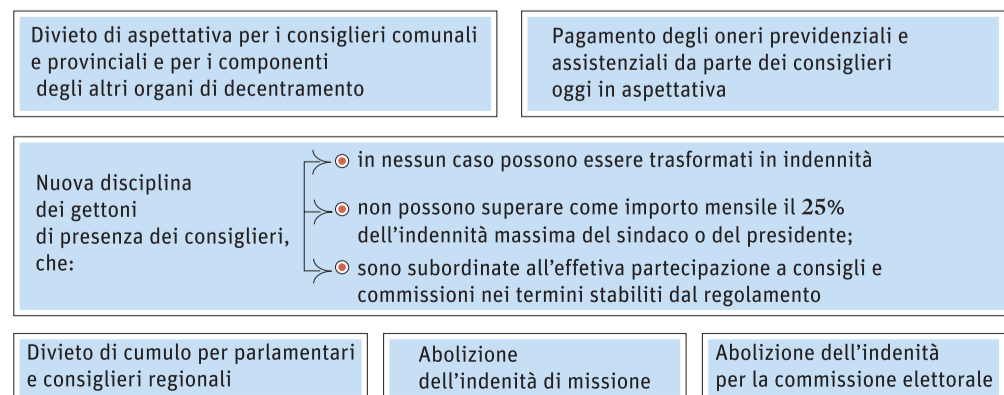 Divieto di aspettativa per i consiglieri comunali
e provinciali e per i componenti
degli altri organi di decentramento
Pagamento degli oneri previdenziali e
assistenziali da parte dei consiglieri
oggi in aspettativa
Nuova disciplina
dei gettoni
di presenza dei consiglieri,
che:
in nessun caso possono essere trasformati in indennità
non possono superare come importo mensile il 25%
dell'indennità massima del sindaco o del presidente;
sono subordinate all'effetiva partecipazione a consigli e
commissioni nei termini stabiliti dal regolamento
Divieto di cumulo per parlamentari
e consiglieri regionali
Abolizione
dell'indenità di missione
Abolizione dell'indenità
per la commissione elettorale